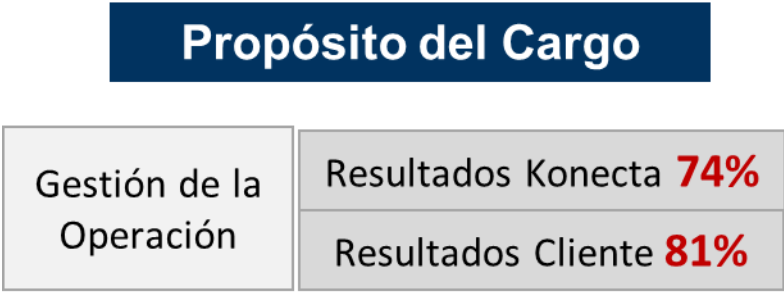 Propósito del Cargo
Gestión de la
Operación
Resultados Konecta 74%
Resultados Cliente 81%